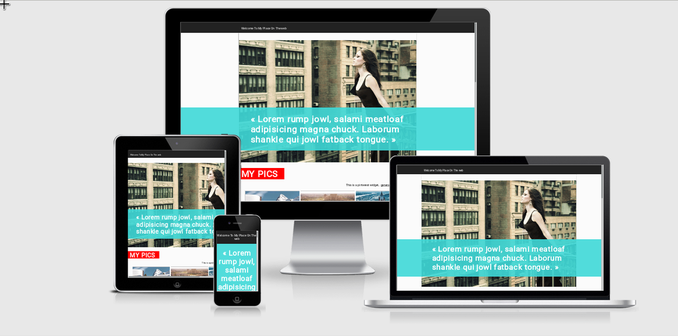 Welcome To My Place On The web
« Lorem rump jowl, salami meatloaf
adipisicing magna chuck. Laborum
shankle qui jowl fatback tongue. »
MY PICS
Welcome To My Place On The web
« Lorem rump jowl, salami
adipisicing magna chuck.
shankle qui jowl fatback t
MY PICS
Welcome To My Place On The
web
« Lorem
rump jowl,
salami
meatloaf
adipisicing
Welcome To My Place On The web
« Lorem rump jowl, salami meatloaf
adipisicing magna chuck. Laborum
shankle qui jowl fatback tongue. »